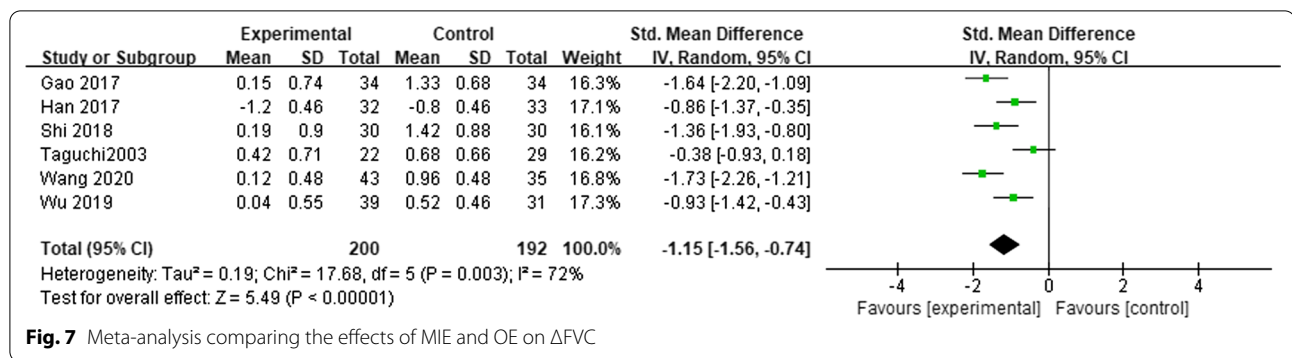 Experimental Control Std. Mean Difference Std. Mean Difference
Study or Subgroup Mean SD Total Mean SD Total Weight IV, Random, 95% CI IV, Random, 95% CI
Gao 2017 0.15 0.74 34 1.33 0.68 34 16.3% -1.64 [-2.20, -1.09]
Han 2017 -1.2 0.46 32 -0.8 0.46 33 17.1% -0.86 [-1.37, -0.35]
Shi 2018 0.19 0.9 30 1.42 0.88 30 16.1% -1.36 [-1.93, -0.80]
Taguchi2003 0.42 0.71 22 0.68 0.66 29 16.2% -0.38 [-0.93, 0.18]
Wang 2020 0.12 0.48 43 0.96 0.48 35 16.8% -1.73 [-2.26, -1.21]
Wu 2019 0.04 0.55 39 0.52 0.46 31 17.3% -0.93 [-1.42, -0.43]
Total (95% CI) 200 192 100.0% -1.15 [-1.56, -0.74]
Heterogeneity: Tau² = 0.19; Chi² = 17.68, df = 5 (P = 0.003); I² = 72%
Test for overall effect: Z = 5.49 (P < 0.00001)
-4 -2 0 2 4
Favours [experimental] Favours [control]
Fig. 7 Meta-analysis comparing the effects of MIE and OE on ΔFVC